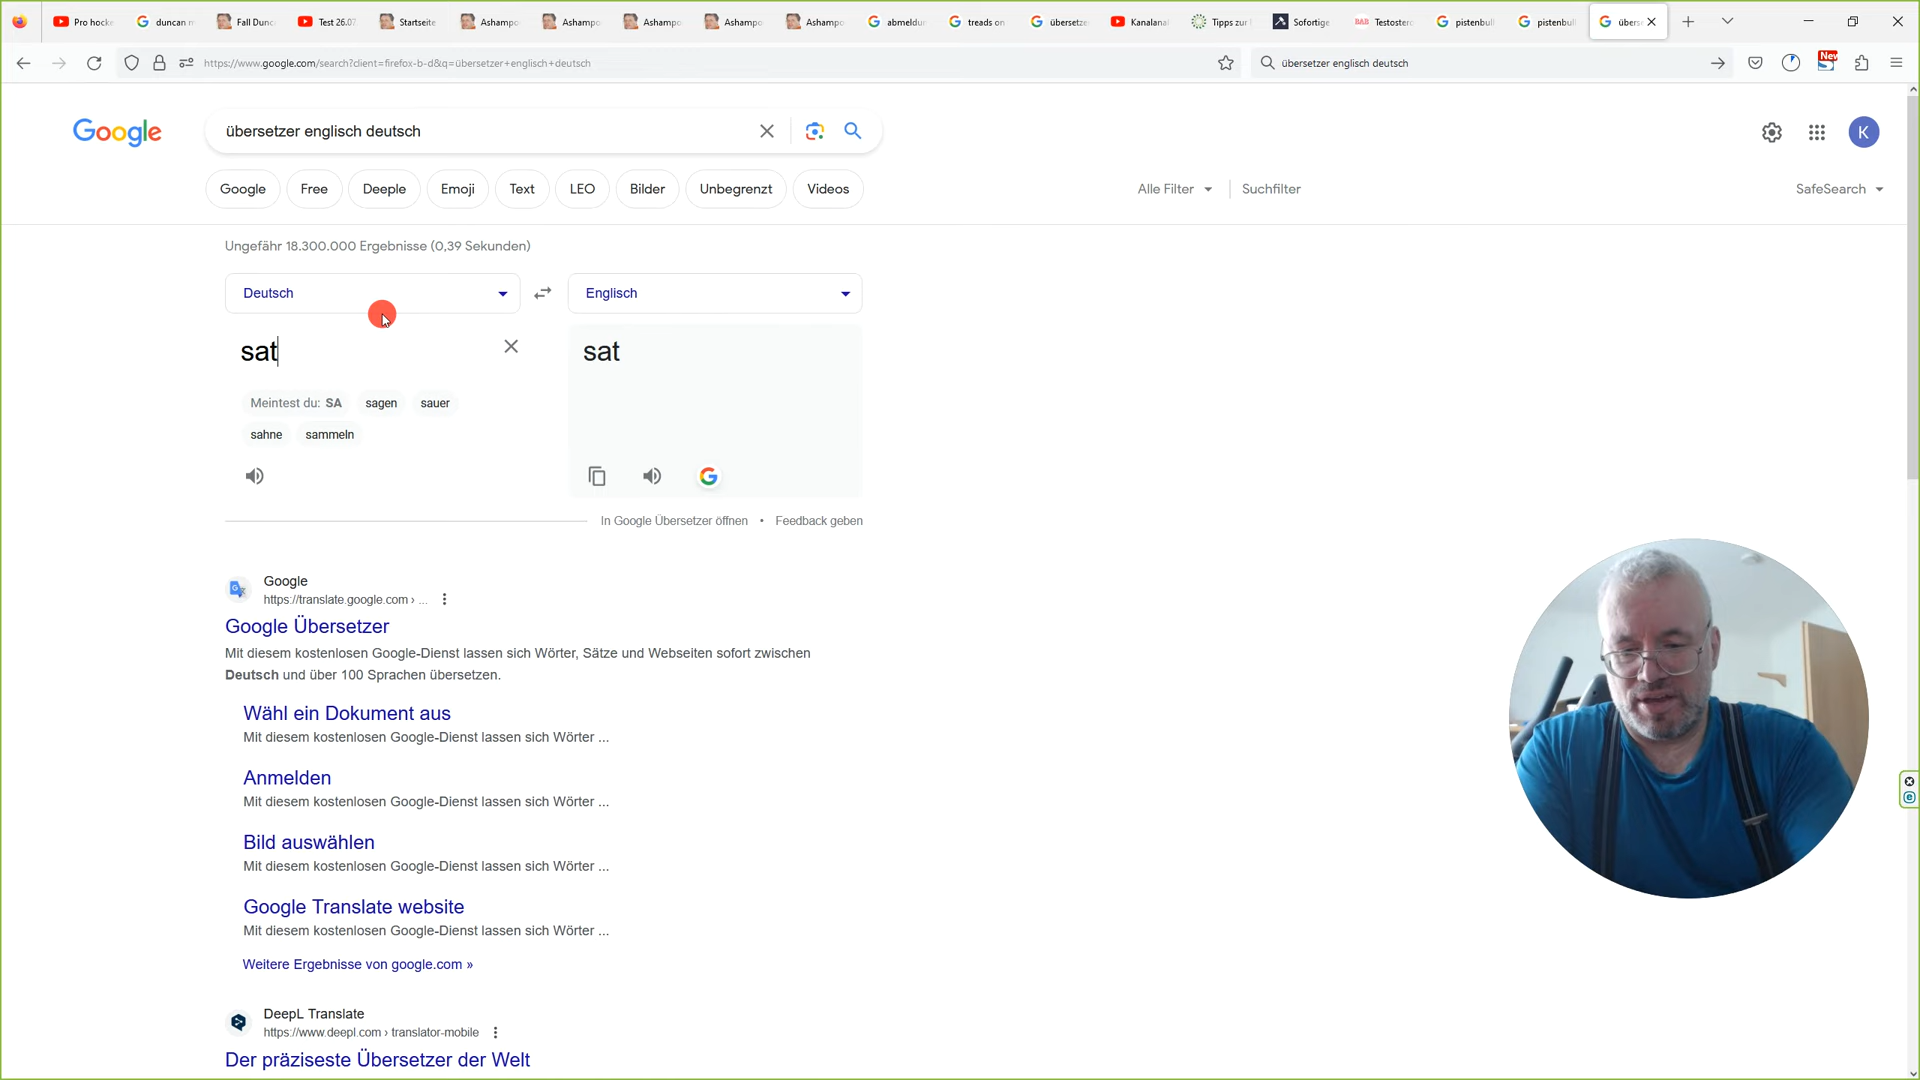 Pro hocke
duncan m
Fall Dunc
Test 26.07
Startseite
Ashampo
Ashampo
Ashampo
Ashampo
Ashampo
abmeldun
treads on
übersetze
Kanalanal
Tipps zur
Sofortige
BAB Testoster
pistenbull
pistenbull
übers
https://www.google.com/search?client=firefox-b-d&q=übersetzer+englisch+deutsch
übersetzer englisch deutsch
New
Google
übersetzer englisch deutsch
K
Google
Free
Deeple
Emoji
Text
LEO
Bilder
Unbegrenzt
Videos
Alle Filter
Suchfilter
SafeSearch
Ungefähr 18.300.000 Ergebnisse (0,39 Sekunden)
Deutsch
Englisch
sat
sat
Meintest du: SA sagen sauer
sahne sammeln
In Google Übersetzer öffnen • Feedback geben
Google
https://translate.google.com › ...
Google Übersetzer
Mit diesem kostenlosen Google-Dienst lassen sich Wörter, Sätze und Webseiten sofort zwischen
Deutsch und über 100 Sprachen übersetzen.
Wähl ein Dokument aus
Mit diesem kostenlosen Google-Dienst lassen sich Wörter ...
Anmelden
Mit diesem kostenlosen Google-Dienst lassen sich Wörter ...
Bild auswählen
Mit diesem kostenlosen Google-Dienst lassen sich Wörter ...
Google Translate website
Mit diesem kostenlosen Google-Dienst lassen sich Wörter ...
Weitere Ergebnisse von google.com »
DeepL Translate
https://www.deepl.com › translator-mobile
Der präziseste Übersetzer der Welt